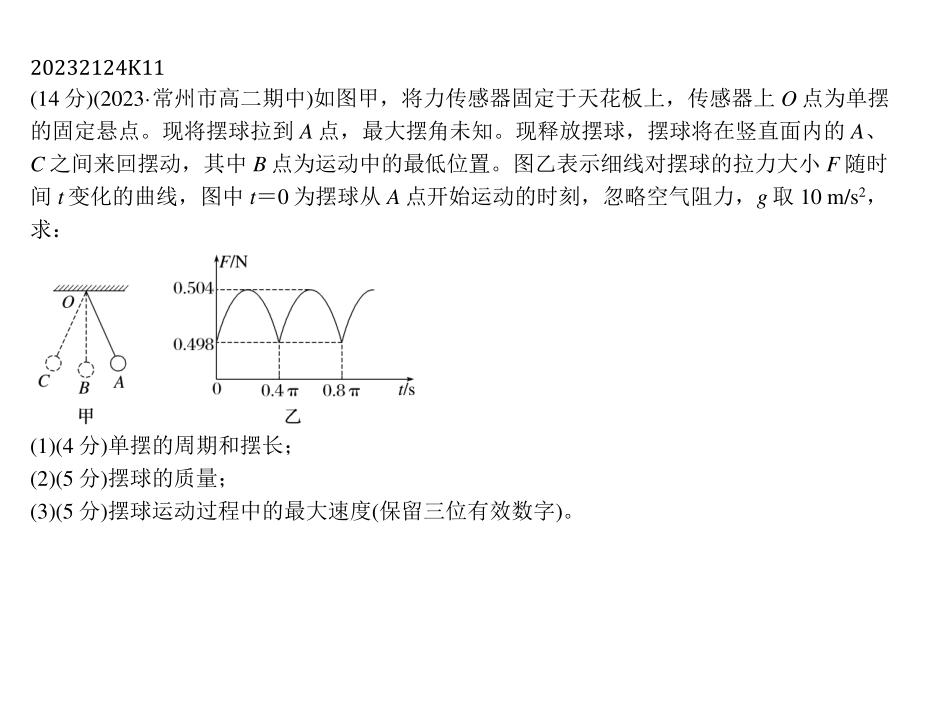 20232124K11
(14 分)(2023·常州市高二期中)如图甲，将力传感器固定于天花板上，传感器上 O 点为单摆
的固定悬点。现将摆球拉到 A 点，最大摆角未知。现释放摆球，摆球将在竖直面内的 A、
C 之间来回摆动，其中 B 点为运动中的最低位置。图乙表示细线对摆球的拉力大小 F 随时
间 t 变化的曲线，图中 t＝0 为摆球从 A 点开始运动的时刻，忽略空气阻力，g 取 10 m/s²，
求：
O
C
B
A
甲
F/N
0.504
0.498
0
0.4π
0.8π
t/s
乙
(1)(4 分)单摆的周期和摆长；
(2)(5 分)摆球的质量；
(3)(5 分)摆球运动过程中的最大速度(保留三位有效数字)。